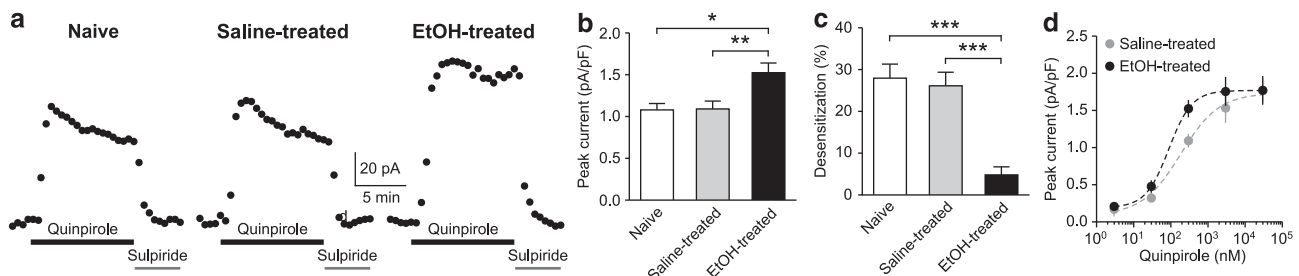 a
Naive
Saline-treated
EtOH-treated
20 pA
5 min
Quinpirole
Sulpiride
Quinpirole
Sulpiride
Quinpirole
Sulpiride
b
Peak current (pA/pF)
2.0
1.5
1.0
0.5
0.0
*
**
Naive
Saline-treated
EtOH-treated
c
Desensitization (%)
40
30
20
10
0
***
***
Naive
Saline-treated
EtOH-treated
d
Peak current (pA/pF)
2.5
2.0
1.5
1.0
0.5
0.0
Saline-treated
EtOH-treated
10⁰ 10¹ 10² 10³ 10⁴ 10⁵
Quinpirole (nM)